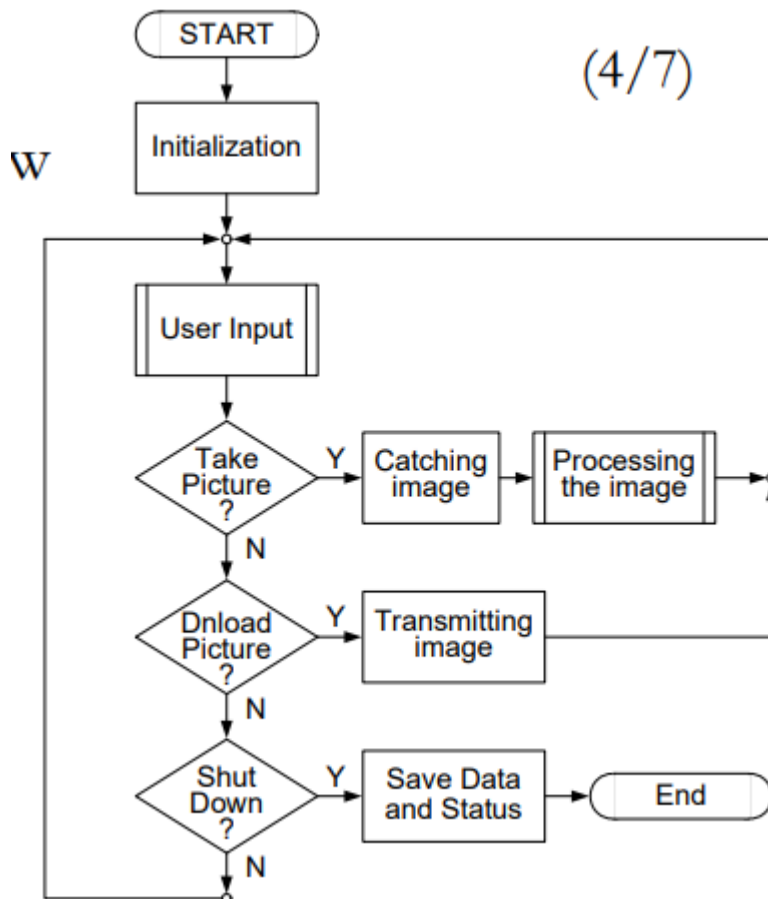 START
(4/7)
Initialization
w
User Input
Take
Picture
?
Y
Catching
image
Processing
the image
N
Dnload
Picture
?
Y
Transmitting
image
N
Shut
Down
?
Y
Save Data
and Status
End
N